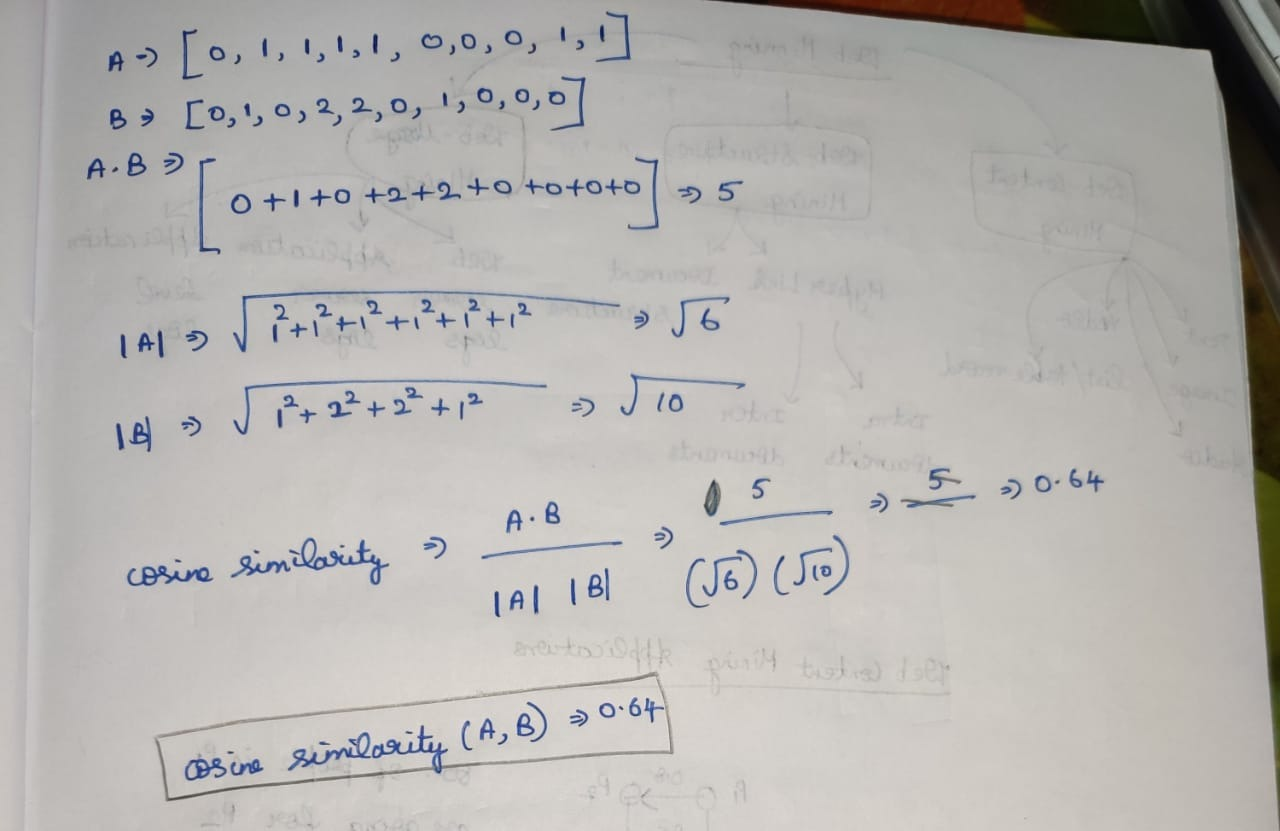 A → [0, 1, 1, 1, 1, 0, 0, 0, 1, 1]
B → [0, 1, 0, 2, 2, 0, 1, 0, 0, 0]
A.B ⇒ [0+1+0+2+2+0+0+0+0] ⇒ 5
|A| ⇒ √(1²+1²+1²+1²+1²+1²) ⇒ √6
|B| ⇒ √(1²+2²+2²+1²) ⇒ √10
cosine similarity ⇒ A.B / |A| |B| ⇒ 5 / (√6) (√10) ⇒ 5 ⇒ 0.64
cosine similarity (A, B) ⇒ 0.64